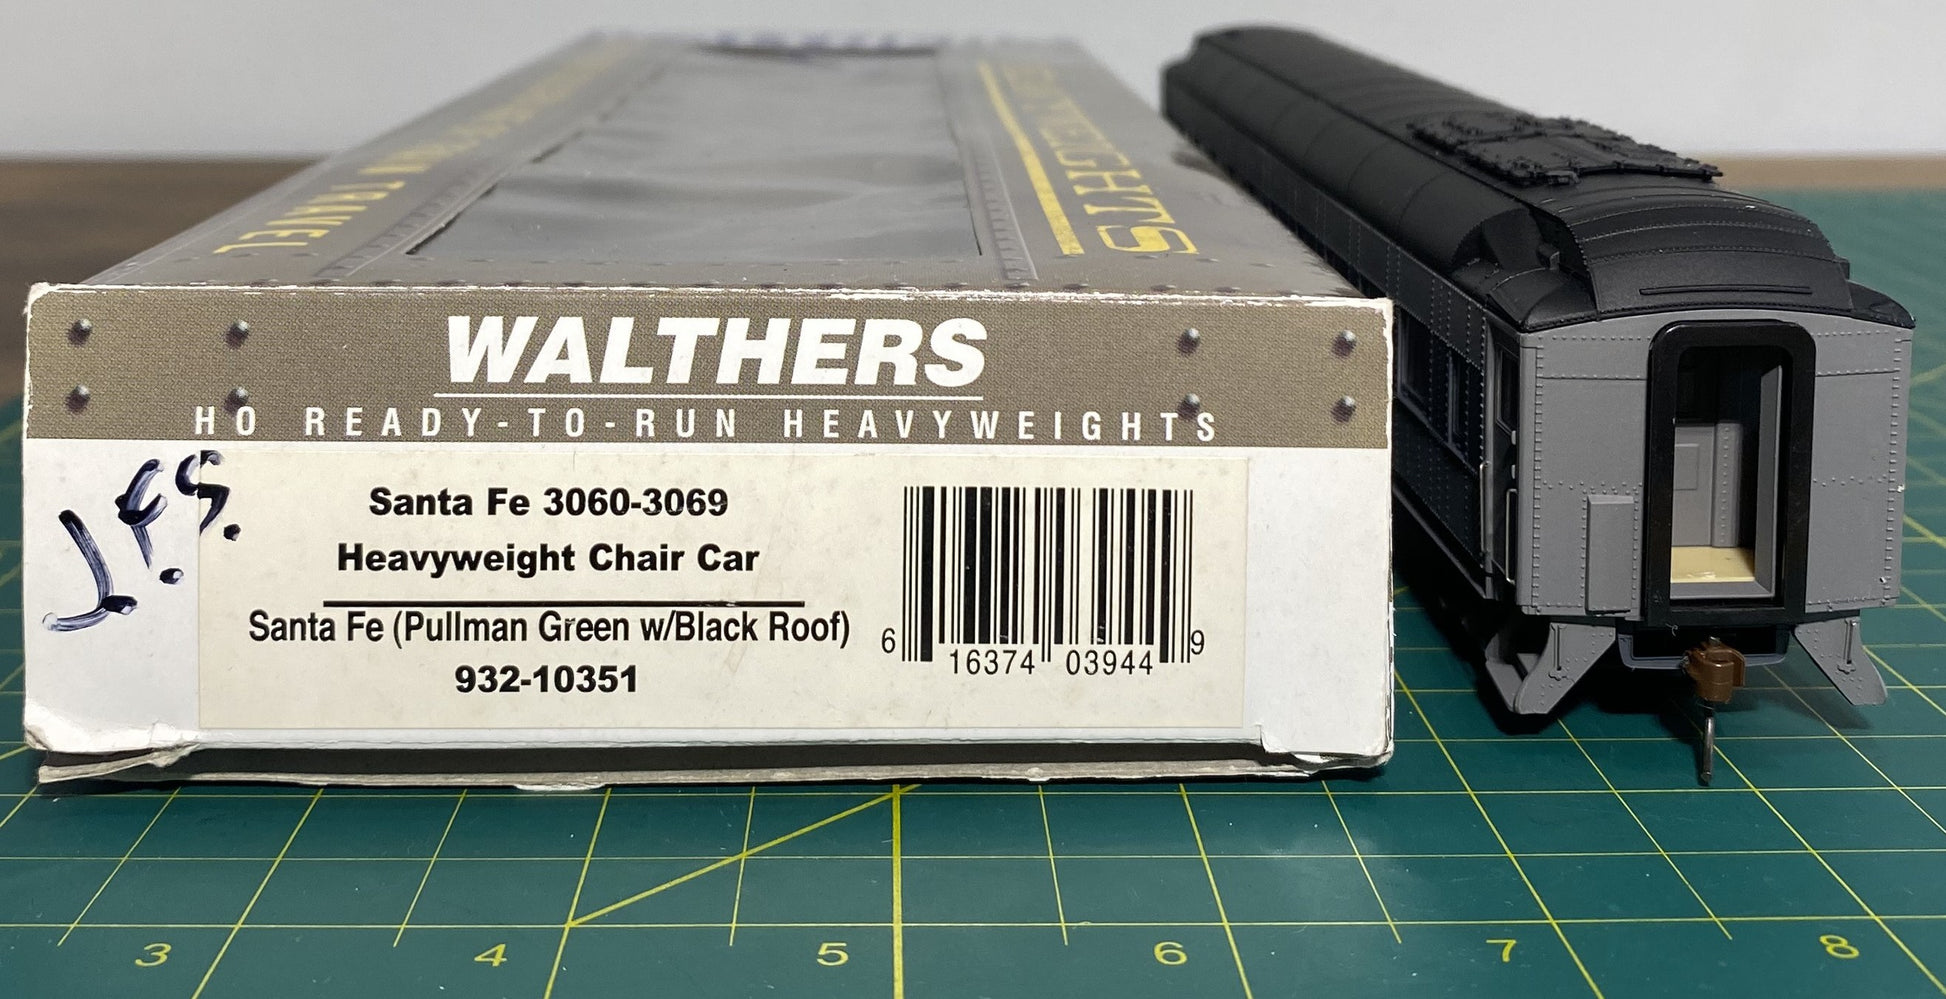 TRAVEL
WALTHERS
HO READY-TO-RUN HEAVYWEIGHTS
J.F.S.
Santa Fe 3060-3069
Heavyweight Chair Car
Santa Fe (Pullman Green w/Black Roof)
932-10351
6 16374 03944 9
3 4 5 6 7 8